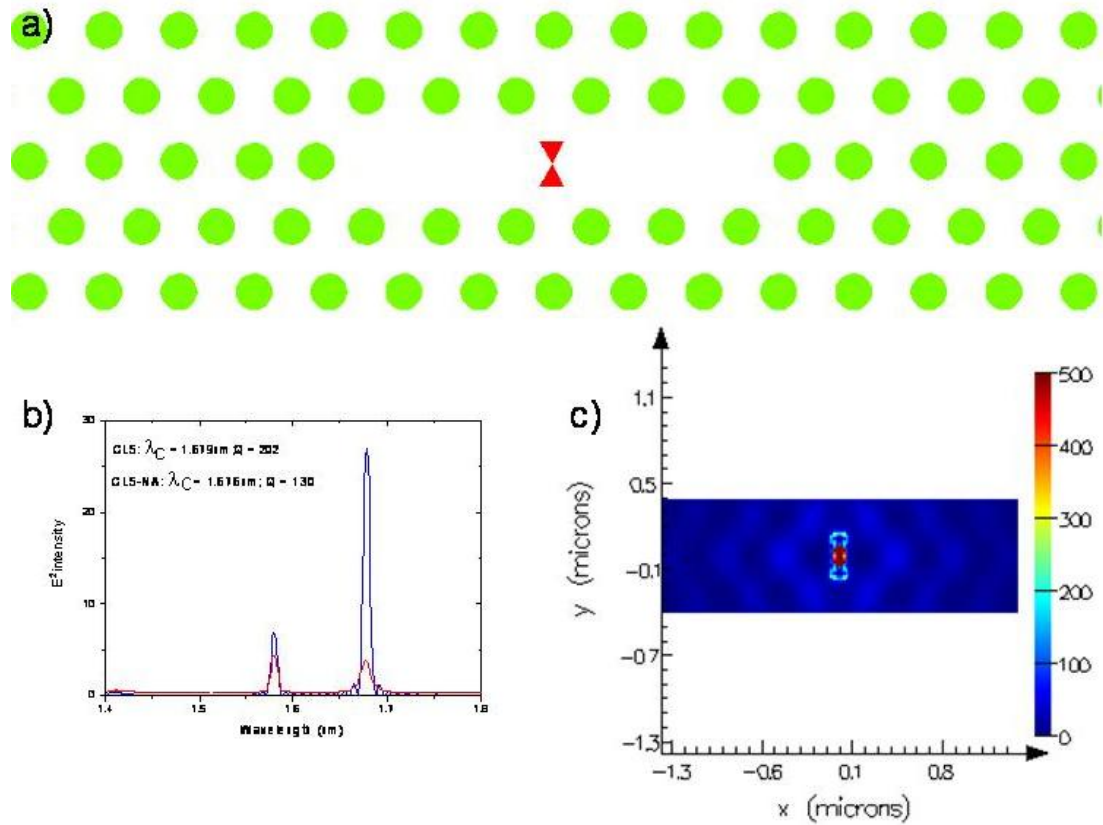 a)
b)
30
20
10
0
E² intensity
CL5: λC = 1.679 m; Q = 202
CL5-NA: λC = 1.676 m; Q = 130
1.4 1.5 1.6 1.7 1.8
Wavelength ( m)
c)
1.1
0.5
-0.1
-0.7
-1.3
y (microns)
-1.3 -0.6 0.1 0.8
x (microns)
500
400
300
200
100
0